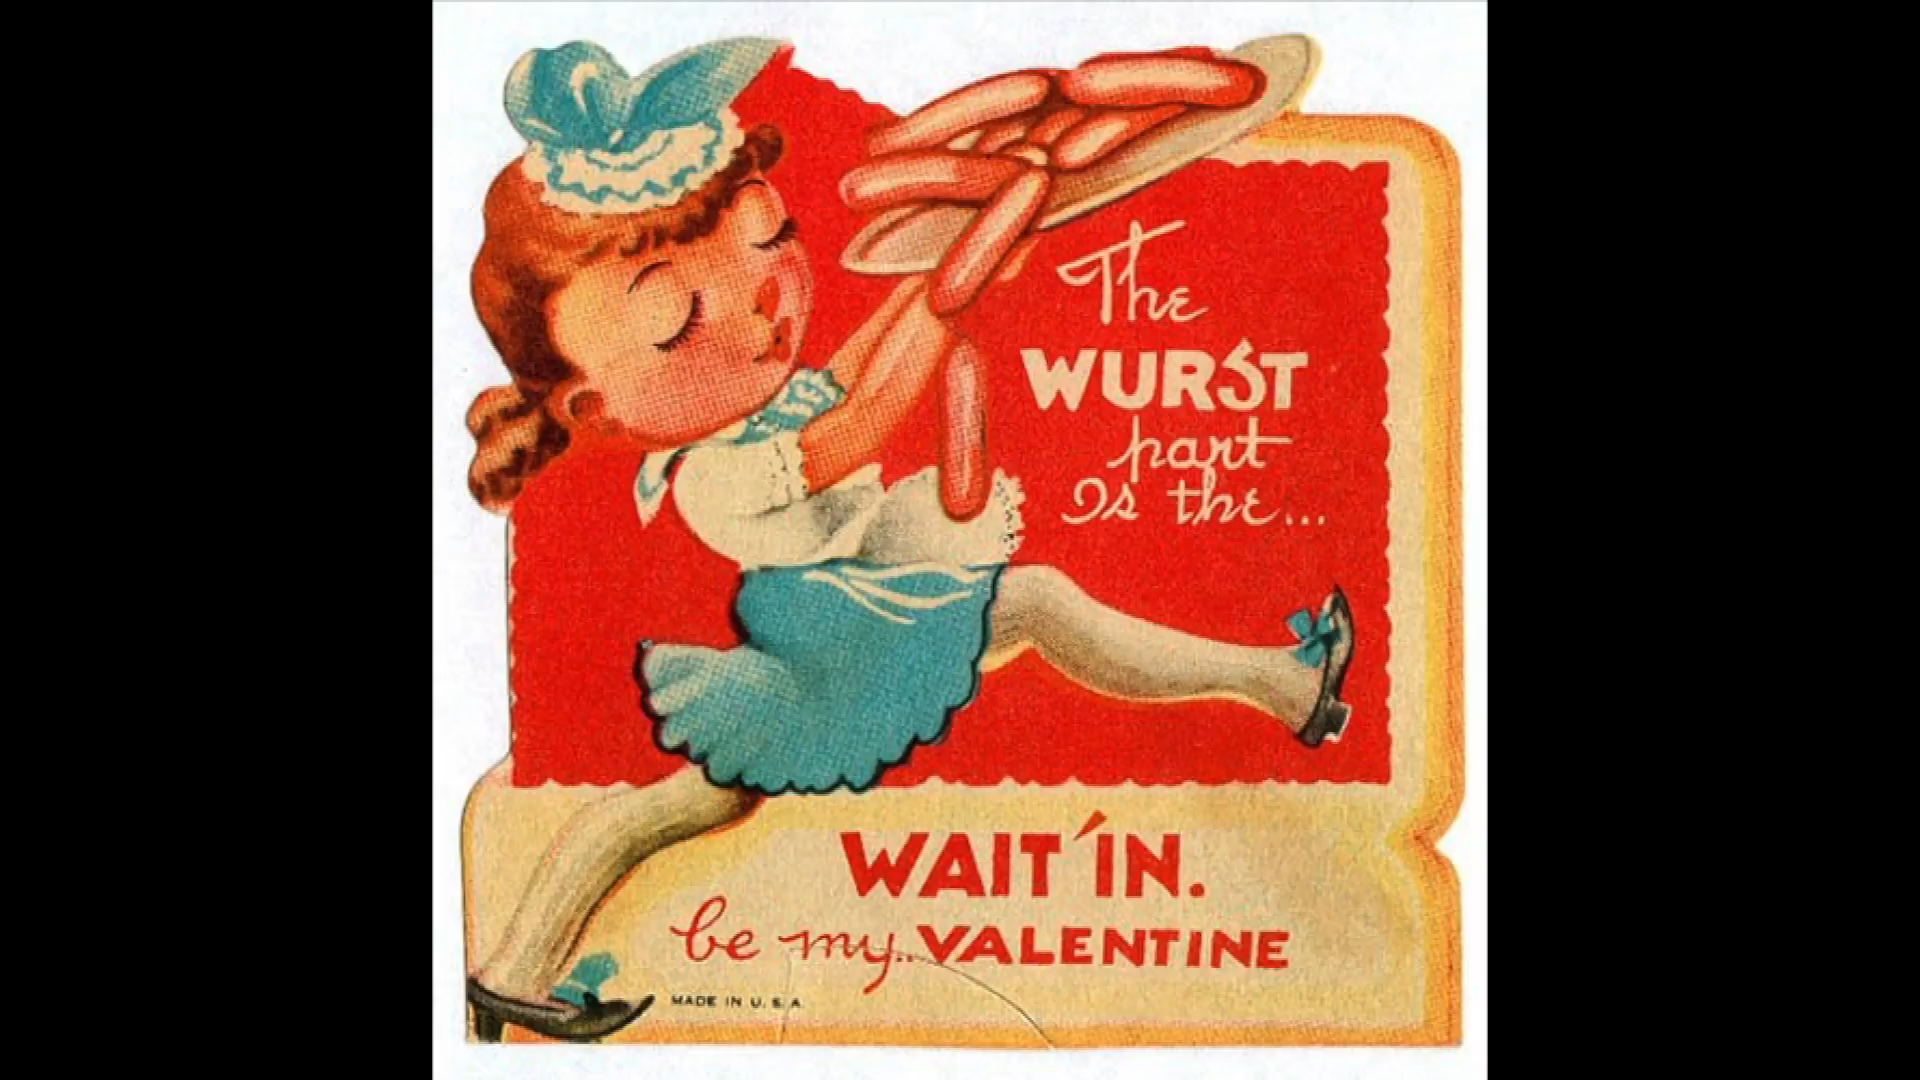 The
WURST
part
Is the...
WAIT'IN.
be my.. VALENTINE
MADE IN U.S.A.